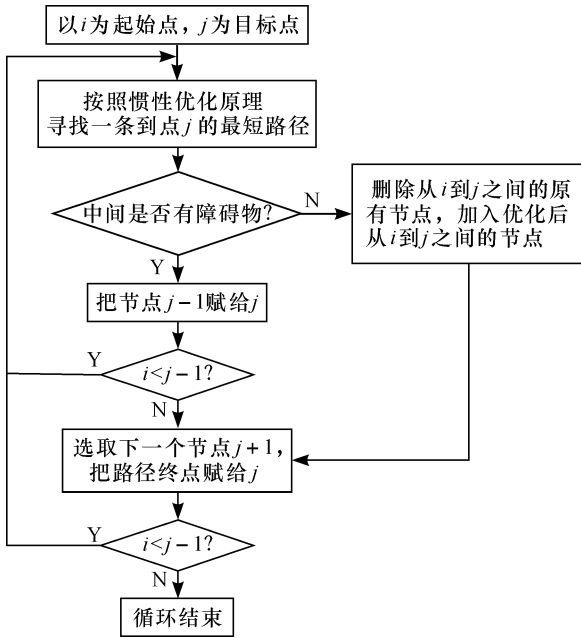 以i为起始点，j为目标点
按照惯性优化原理
寻找一条到点j的最短路径
中间是否有障碍物?
N
删除从i到j之间的原
有节点，加入优化后
从i到j之间的节点
Y
把节点j－1赋给j
Y
i<j－1?
N
选取下一个节点j+1，
把路径终点赋给j
Y
i<j－1?
N
循环结束